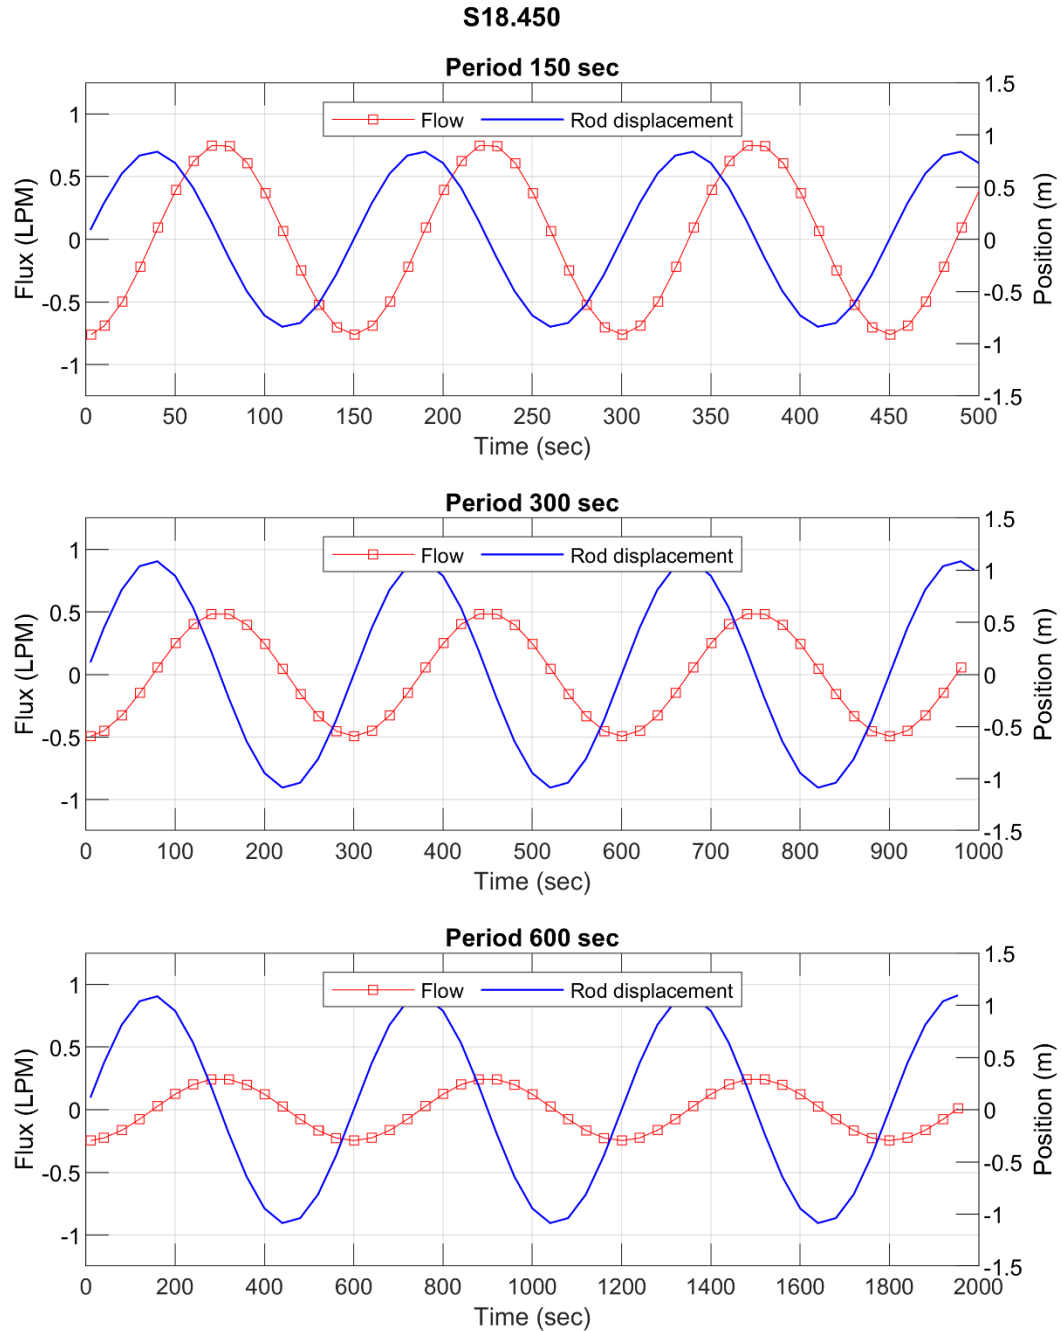 S18.450
Period 150 sec
Flow
Rod displacement
Flux (LPM)
1
0.5
0
-0.5
-1
Position (m)
1.5
1
0.5
0
-0.5
-1
-1.5
0 50 100 150 200 250 300 350 400 450 500
Time (sec)
Period 300 sec
Flow
Rod displacement
Flux (LPM)
1
0.5
0
-0.5
-1
Position (m)
1.5
1
0.5
0
-0.5
-1
-1.5
0 100 200 300 400 500 600 700 800 900 1000
Time (sec)
Period 600 sec
Flow
Rod displacement
Flux (LPM)
1
0.5
0
-0.5
-1
Position (m)
1.5
1
0.5
0
-0.5
-1
-1.5
0 200 400 600 800 1000 1200 1400 1600 1800 2000
Time (sec)